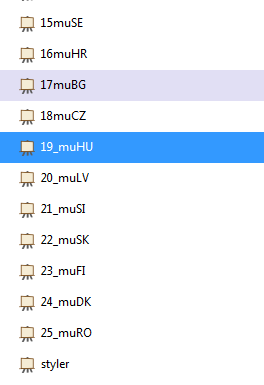 15muSE
16muHR
17muBG
18muCZ
19_muHU
20_muLV
21_muSI
22_muSK
23_muFI
24_muDK
25_muRO
styler